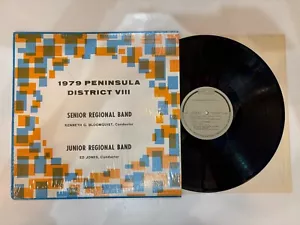 1979 PENINSULA
DISTRICT VIII
SENIOR REGIONAL BAND
KENNETH G. BLOOMQUIST, Conductor
JUNIOR REGIONAL BAND
ED JONES, Conductor